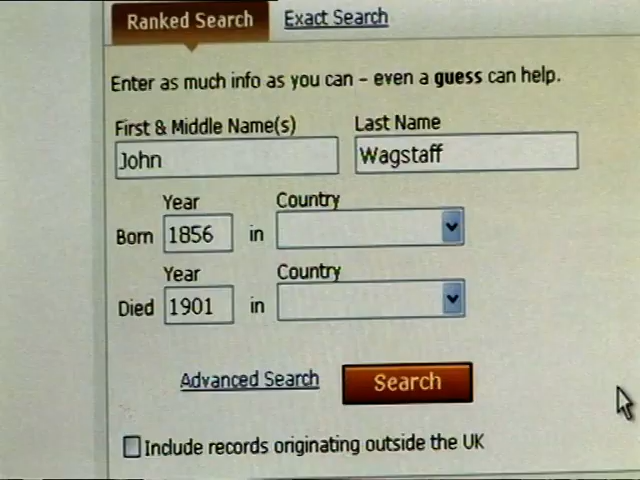 Ranked Search Exact Search
Enter as much info as you can – even a guess can help.
First & Middle Name(s) Last Name
John Wagstaff
Year Country
Born 1856 in
Year Country
Died 1901 in
Advanced Search Search
Include records originating outside the UK